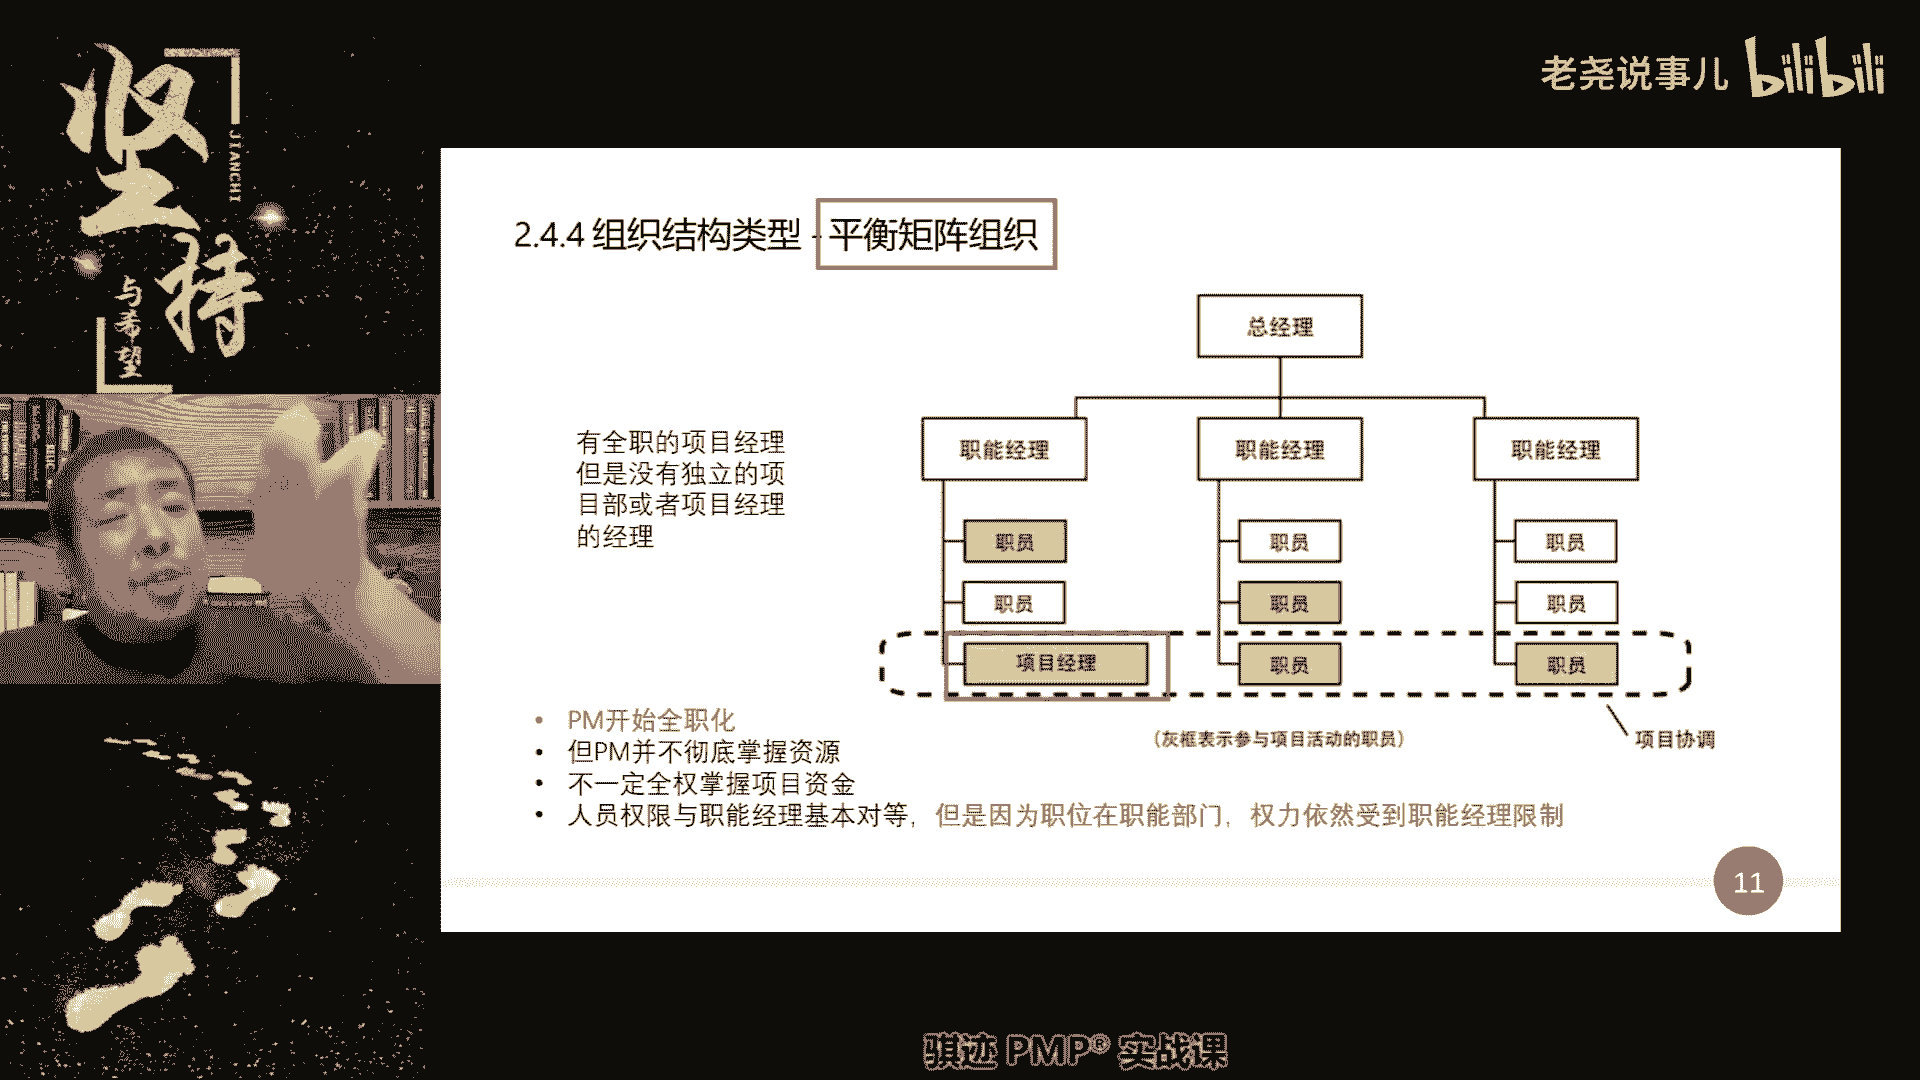 坚持
JIANCHI
与希望
老尧说事儿 bilibili
2.4.4 组织结构类型 - 平衡矩阵组织
总经理
职能经理 职能经理 职能经理
有全职的项目经理
但是没有独立的项
目部或者项目经理
的经理
职员 职员 职员
职员 职员 职员
项目经理 职员 职员
(灰框表示参与项目活动的职员)
项目协调
• PM开始全职化
• 但PM并不彻底掌握资源
• 不一定全权掌握项目资金
• 人员权限与职能经理基本对等，但是因为职位在职能部门，权力依然受到职能经理限制
11
骐迹 PMP® 实战课